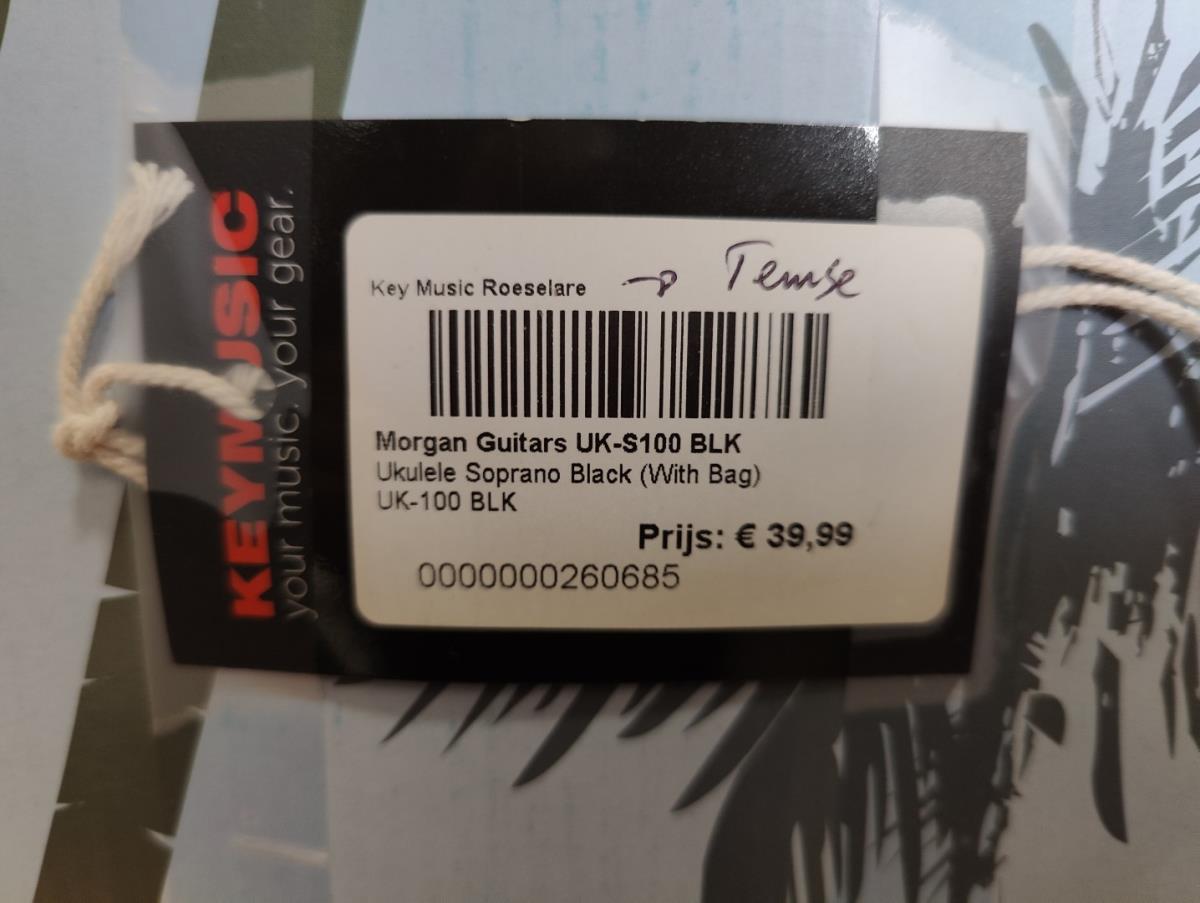 KEYMUSIC
your music. your gear.
Key Music Roeselare → Temse
Morgan Guitars UK-S100 BLK
Ukulele Soprano Black (With Bag)
UK-100 BLK
Prijs: € 39,99
0000000260685